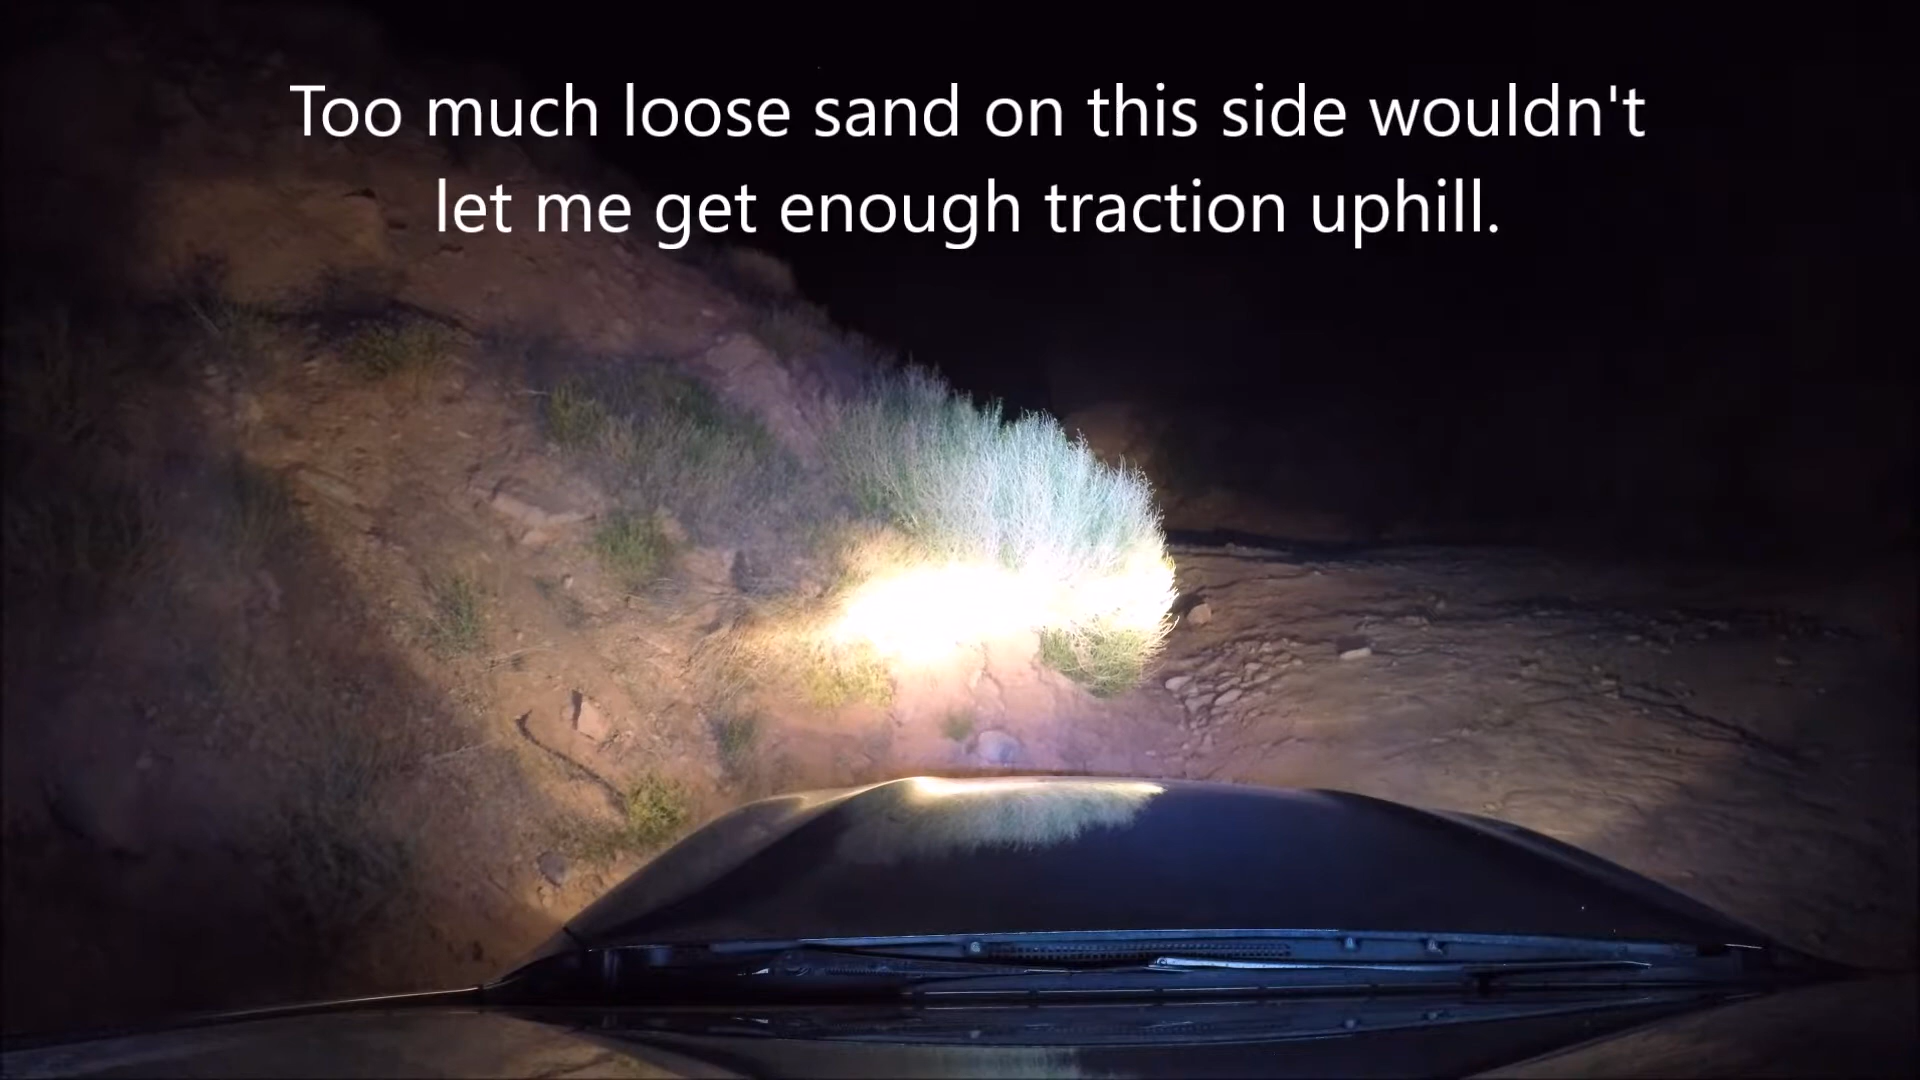 Too much loose sand on this side wouldn't
let me get enough traction uphill.